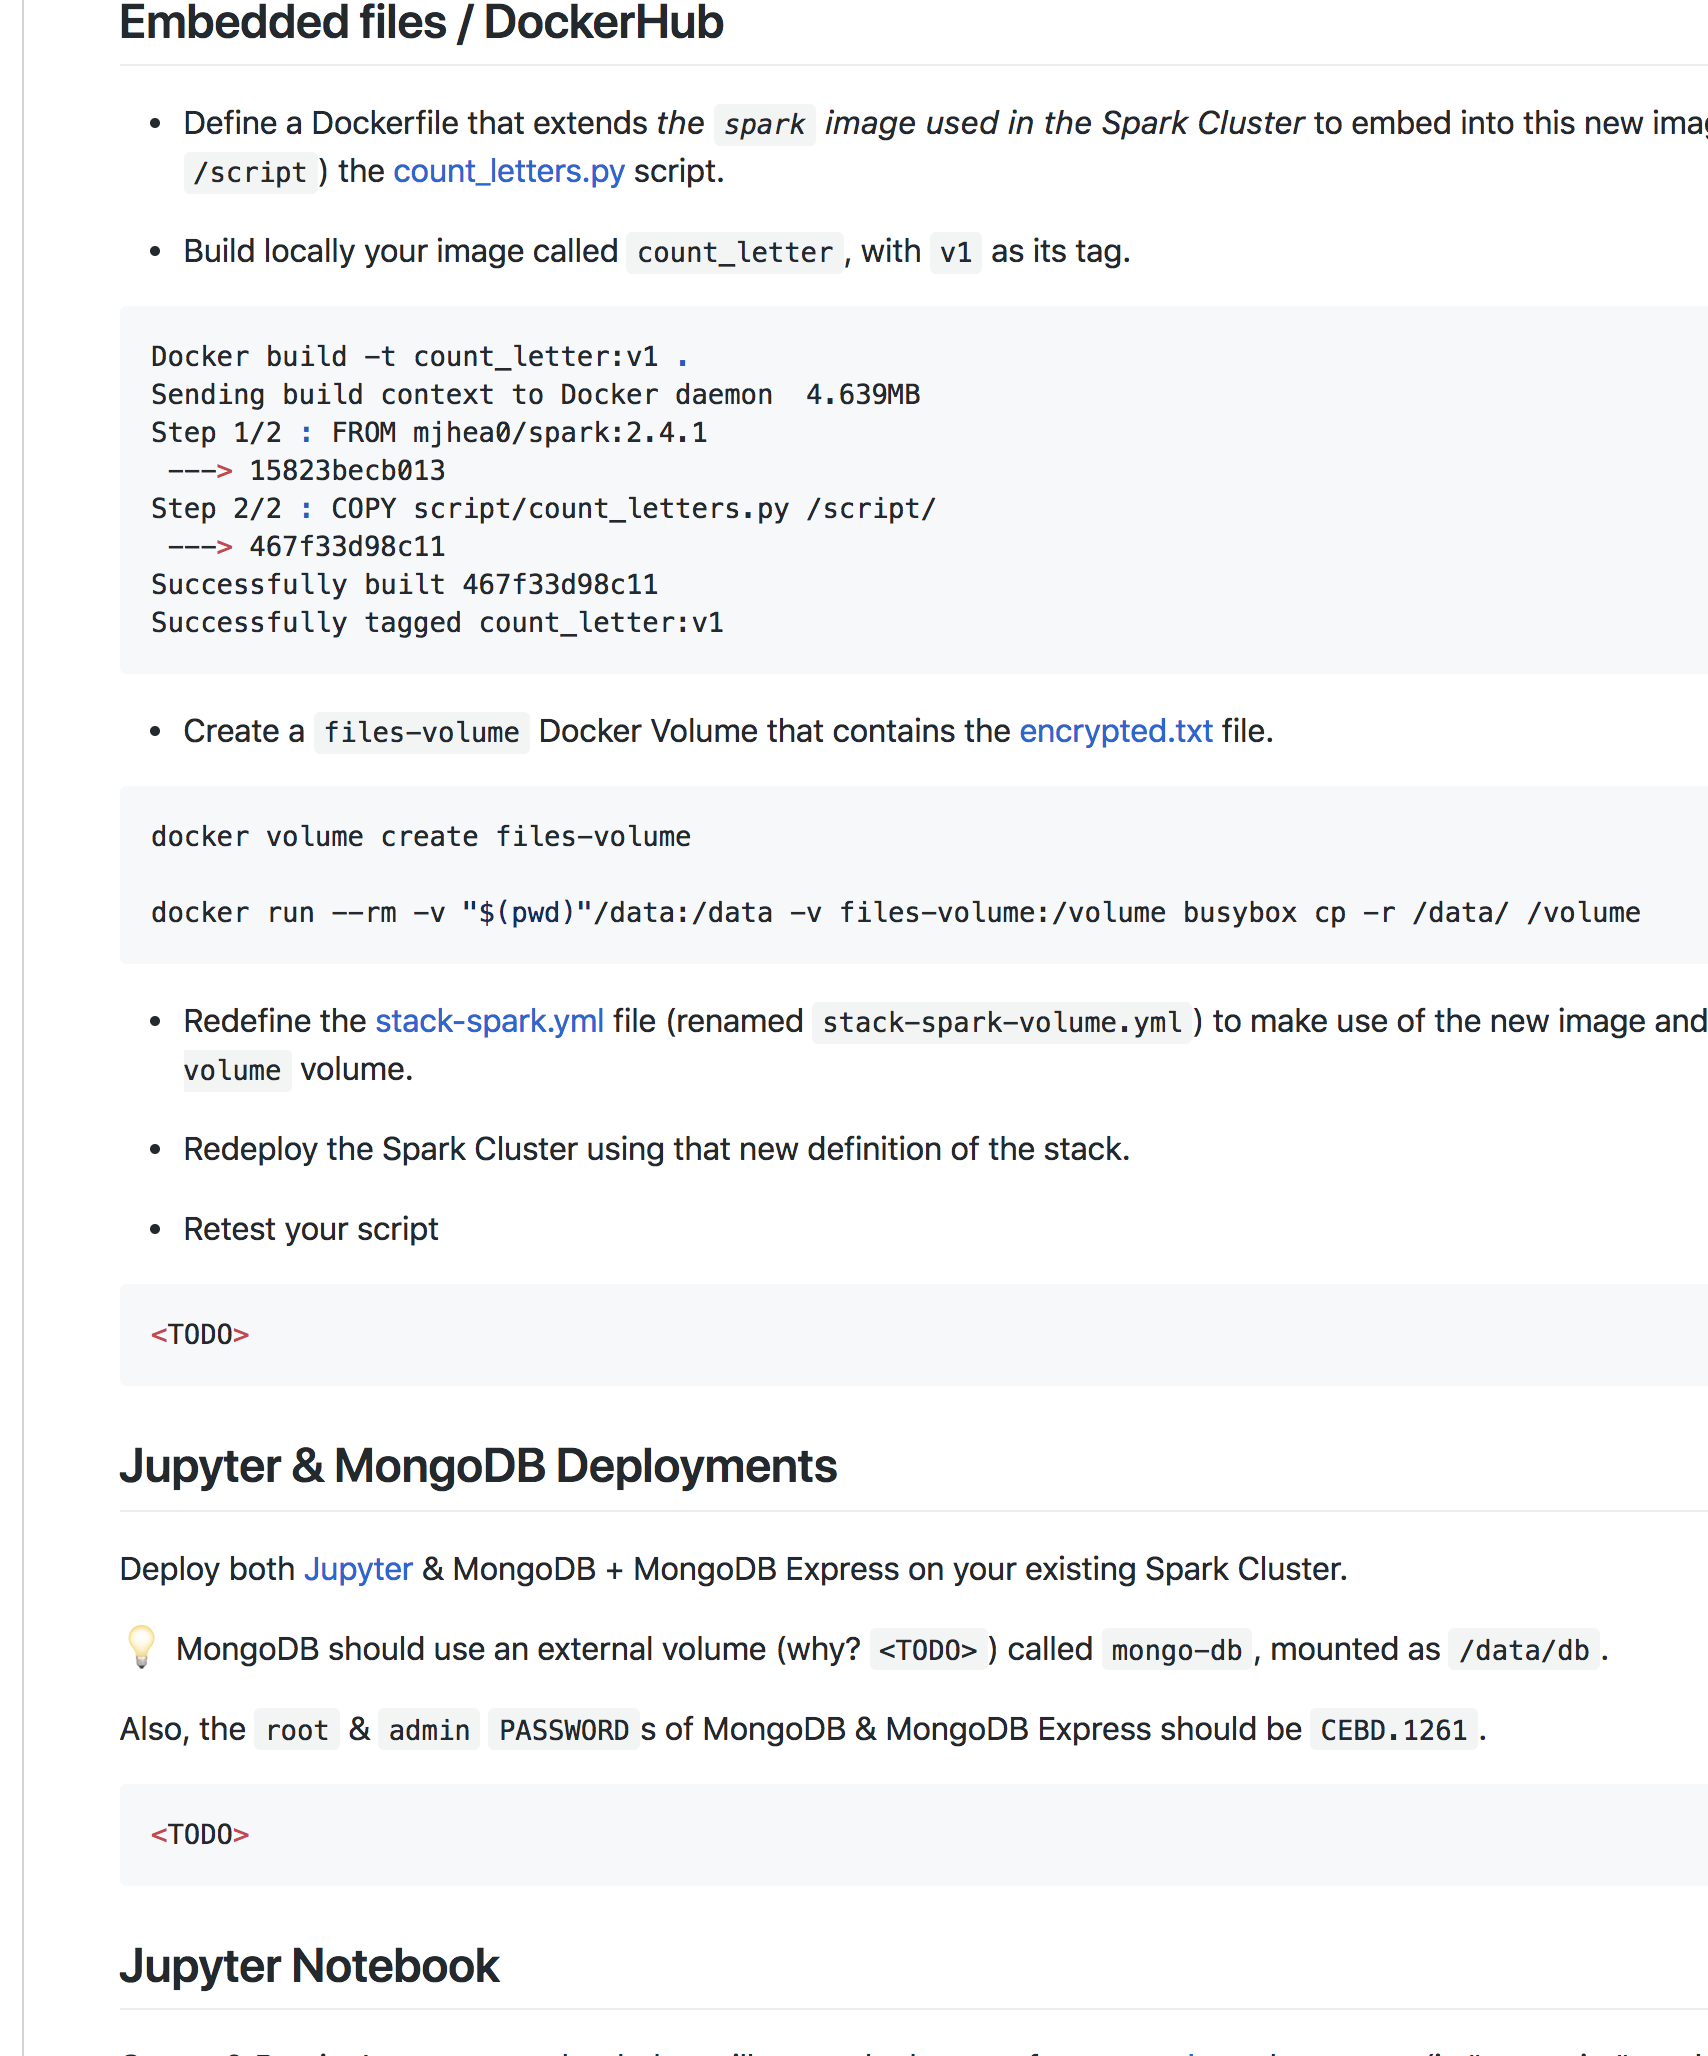 Embedded files / DockerHub
• Define a Dockerfile that extends the spark image used in the Spark Cluster to embed into this new
/script ) the count_letters.py script.
• Build locally your image called count_letter , with v1 as its tag.
Docker build -t count_letter:v1 .
Sending build context to Docker daemon  4.639MB
Step 1/2 : FROM mjhea0/spark:2.4.1
 ---> 15823becb013
Step 2/2 : COPY script/count_letters.py /script/
 ---> 467f33d98c11
Successfully built 467f33d98c11
Successfully tagged count_letter:v1
• Create a files-volume Docker Volume that contains the encrypted.txt file.
docker volume create files-volume
docker run --rm -v "$(pwd)"/data:/data -v files-volume:/volume busybox cp -r /data/ /volume
• Redefine the stack-spark.yml file (renamed stack-spark-volume.yml ) to make use of the new image and
volume volume.
• Redeploy the Spark Cluster using that new definition of the stack.
• Retest your script
<TODO>
Jupyter & MongoDB Deployments
Deploy both Jupyter & MongoDB + MongoDB Express on your existing Spark Cluster.
MongoDB should use an external volume (why? <TODO> ) called mongo-db , mounted as /data/db .
Also, the root & admin PASSWORD s of MongoDB & MongoDB Express should be CEBD.1261 .
<TODO>
Jupyter Notebook